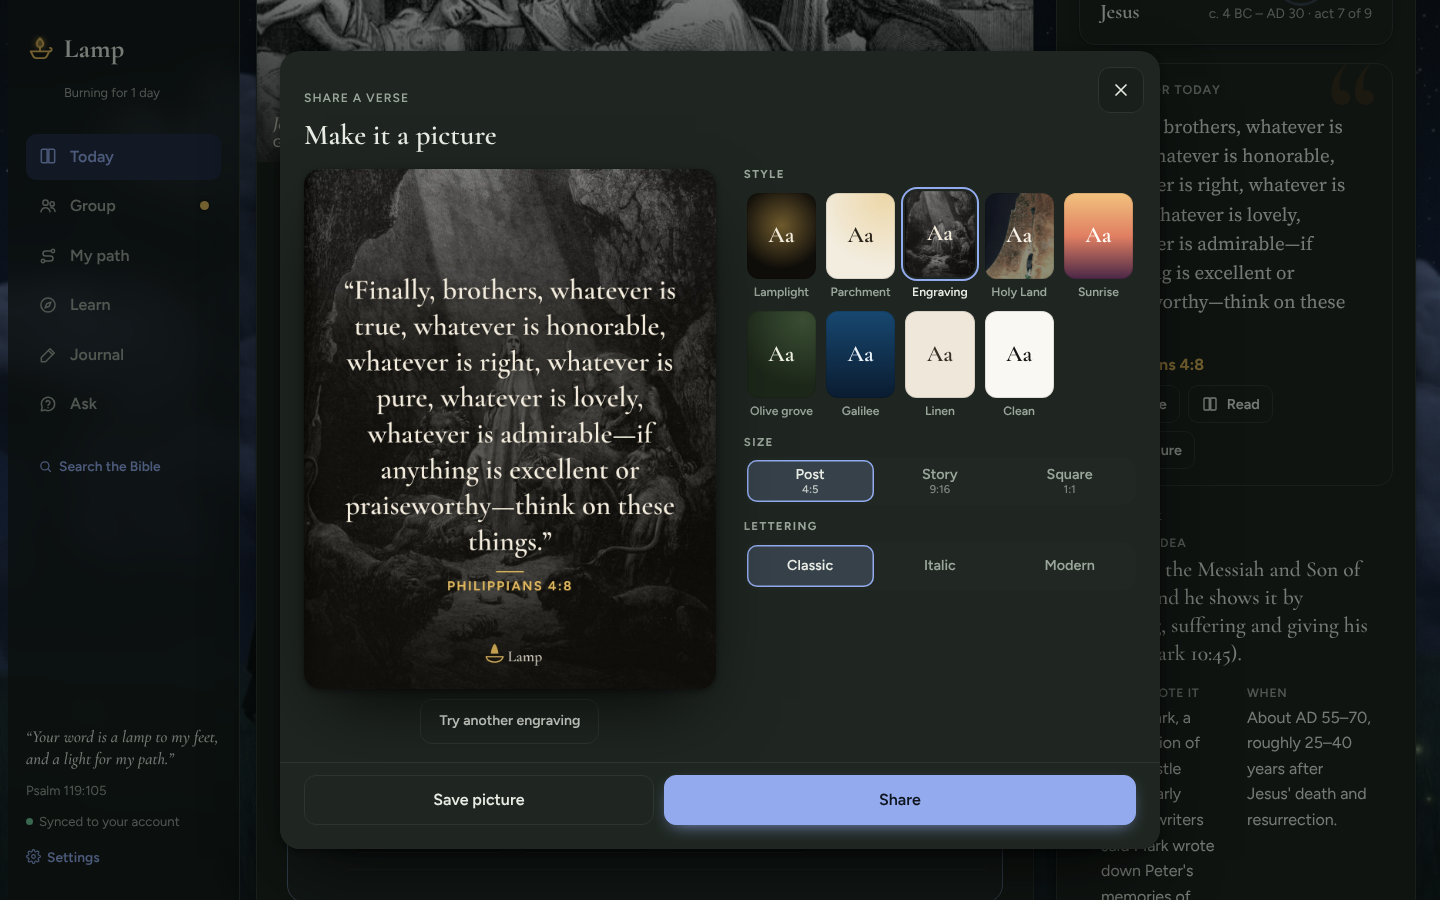 Lamp
Burning for 1 day
Today
Group
My path
Learn
Journal
Ask
Search the Bible
“Your word is a lamp to my feet,
and a light for my path.”
Psalm 119:105
Synced to your account
Settings
SHARE A VERSE
Make it a picture
“Finally, brothers, whatever is
true, whatever is honorable,
whatever is right, whatever is
pure, whatever is lovely,
whatever is admirable—if
anything is excellent or
praiseworthy—think on these
things.”
PHILIPPIANS 4:8
Lamp
Try another engraving
STYLE
Aa
Aa
Aa
Aa
Aa
Lamplight
Parchment
Engraving
Holy Land
Sunrise
Aa
Aa
Aa
Aa
Olive grove
Galilee
Linen
Clean
SIZE
Post
4:5
Story
9:16
Square
1:1
LETTERING
Classic
Italic
Modern
Save picture
Share
Jesus
c. 4 BC – AD 30 · act 7 of 9
R TODAY
brothers, whatever is
hatever is honorable,
er is right, whatever is
hatever is lovely,
er is admirable—if
g is excellent or
worthy—think on these
ns 4:8
Read
ure
DEA
the Messiah and Son of
nd he shows it by
, suffering and giving his
ark 10:45).
OTE IT
WHEN
rk, a
ion of
stle
arly
writers
said Mark wrote
down Peter's
memories of
About AD 55–70,
roughly 25–40
years after
Jesus' death and
resurrection.